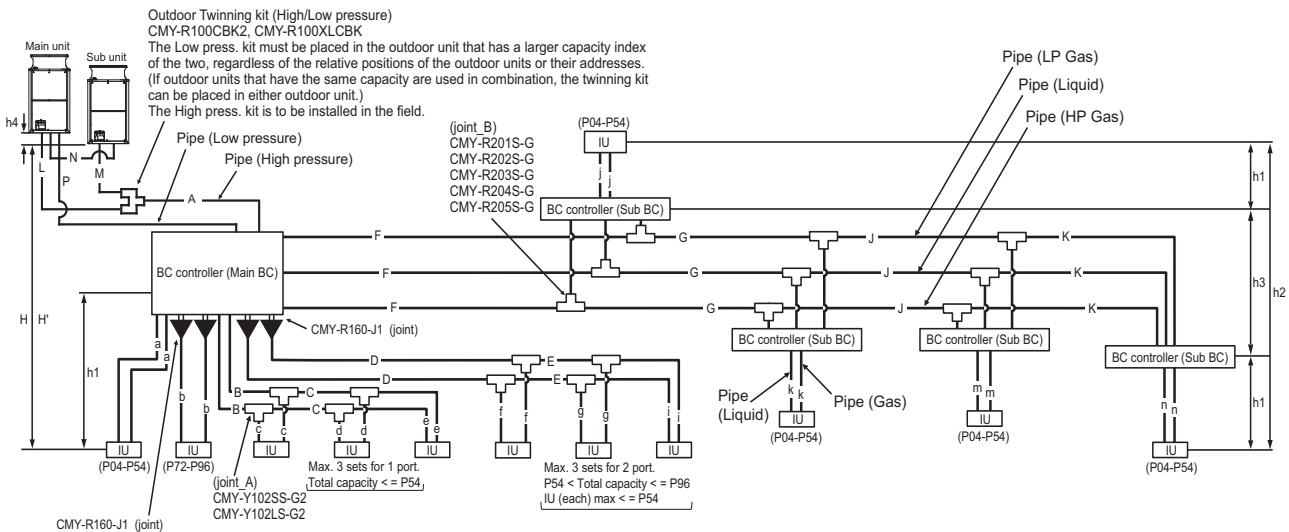 Outdoor Twinning kit (High/Low pressure)
CMY-R100CBK2, CMY-R100XLCBK
The Low press. kit must be placed in the outdoor unit that has a larger capacity index
of the two, regardless of the relative positions of the outdoor units or their addresses.
(If outdoor units that have the same capacity are used in combination, the twinning kit
can be placed in either outdoor unit.)
The High press. kit is to be installed in the field.
Main unit
Sub unit
h4
L
N
P
M
Pipe (Low pressure)
Pipe (High pressure)
A
(joint_B)
CMY-R201S-G
CMY-R202S-G
CMY-R203S-G
CMY-R204S-G
CMY-R205S-G
(P04-P54)
IU
j
j
BC controller (Sub BC)
Pipe (LP Gas)
Pipe (Liquid)
Pipe (HP Gas)
h1
h3
h2
h1
BC controller (Main BC)
F
G
J
K
F
G
J
K
F
G
J
K
H
H'
h1
CMY-R160-J1 (joint)
a
a
b
b
B
C
B
C
D
E
D
E
c
c
d
d
e
e
f
f
g
g
i
i
BC controller (Sub BC)
BC controller (Sub BC)
BC controller (Sub BC)
Pipe
(Liquid)
k
k
Pipe (Gas)
m
m
n
n
IU
IU
IU
IU
IU
IU
IU
IU
IU
IU
IU
(P04-P54)
(P72-P96)
(P04-P54)
(P04-P54)
(P04-P54)
Max. 3 sets for 1 port.
Total capacity < = P54
Max. 3 sets for 2 port.
P54 < Total capacity < = P96
IU (each) max < = P54
(joint_A)
CMY-Y102SS-G2
CMY-Y102LS-G2
CMY-R160-J1 (joint)